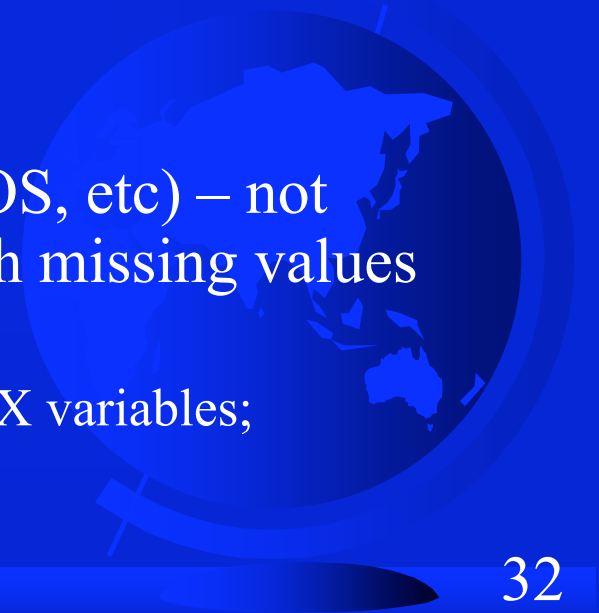 OS, etc) – not
h missing values
X variables;
32